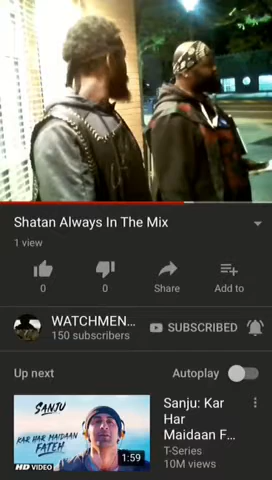 Shatan Always In The Mix
1 view
0
0
Share
Add to
WATCHMEN...
SUBSCRIBED
150 subscribers
Up next
Autoplay
SANJU
KAR HAR MAIDAAN
FATEH
HD VIDEO
1:59
Sanju: Kar
Har
Maidaan F...
T-Series
10M views